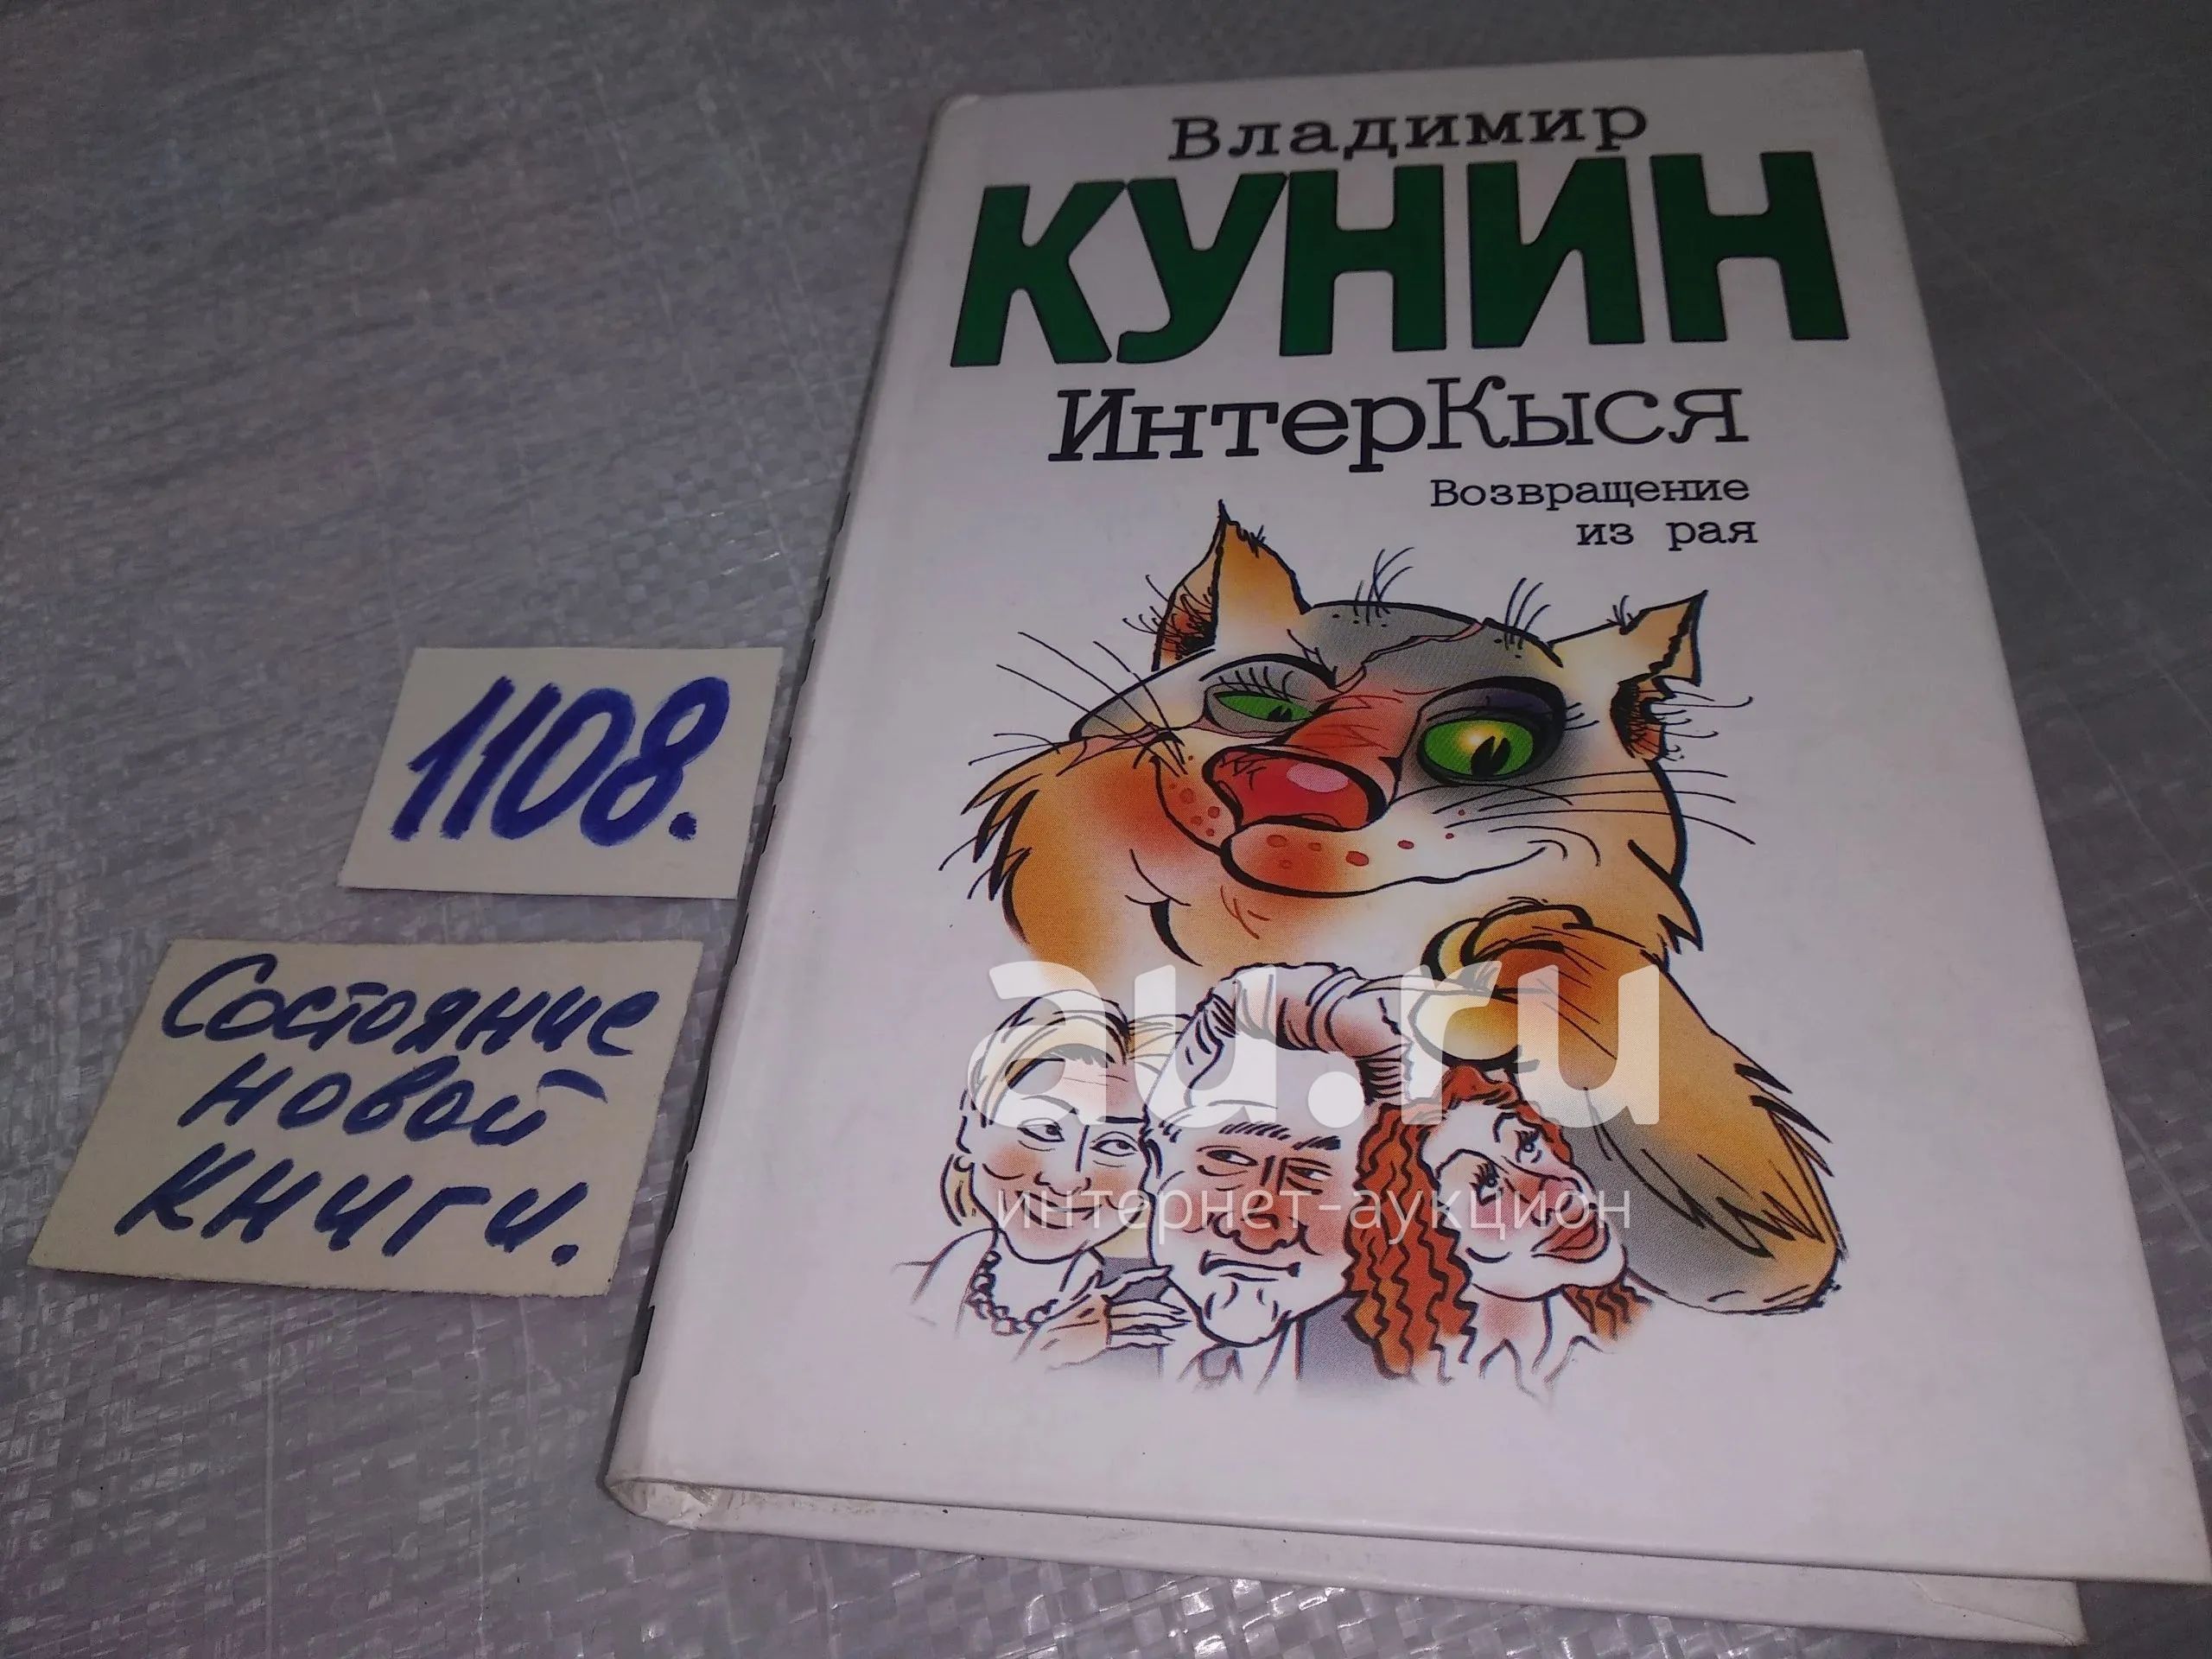 Владимир
КУНИН
ИнтерКыся
Возвращение
из рая
1108.
Состояние
новой
книги.
au.ru
интернет-аукцион